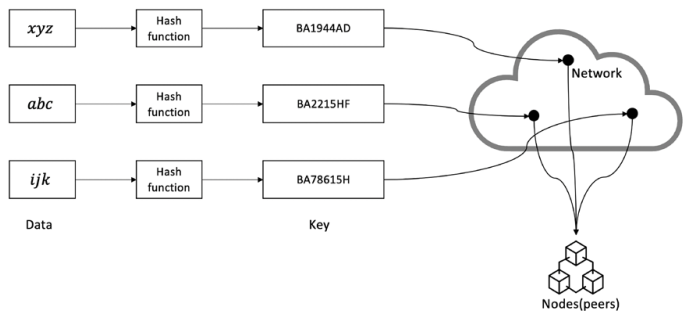 xyz
Hash
function
BA1944AD
Network
abc
Hash
function
BA2215HF
ijk
Hash
function
BA78615H
Data
Key
Nodes(peers)